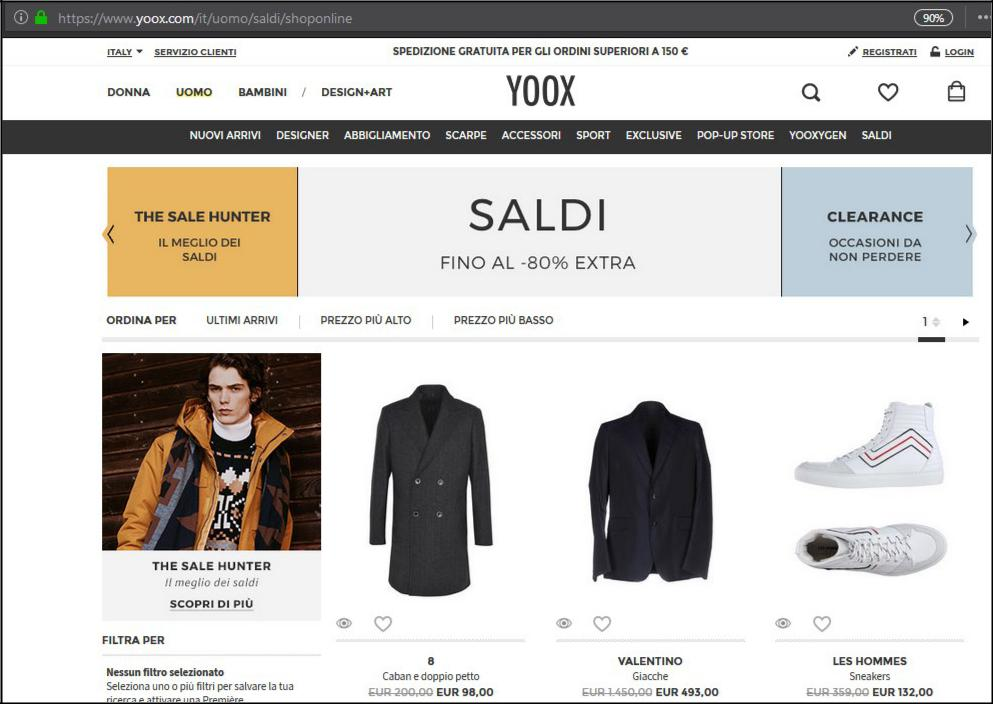 https://www.yoox.com/it/uomo/saldi/shoponline
90%
ITALY SERVIZIO CLIENTI SPEDIZIONE GRATUITA PER GLI ORDINI SUPERIORI A 150 € REGISTRATI LOGIN
DONNA UOMO BAMBINI / DESIGN+ART YOOX
NUOVI ARRIVI DESIGNER ABBIGLIAMENTO SCARPE ACCESSORI SPORT EXCLUSIVE POP-UP STORE YOOXYGEN SALDI
THE SALE HUNTER
IL MEGLIO DEI
SALDI
SALDI
FINO AL -80% EXTRA
CLEARANCE
OCCASIONI DA
NON PERDERE
ORDINA PER ULTIMI ARRIVI PREZZO PIÙ ALTO PREZZO PIÙ BASSO 1
THE SALE HUNTER
Il meglio dei saldi
SCOPRI DI PIÙ
FILTRA PER
Nessun filtro selezionato
Seleziona uno o più filtri per salvare la tua
ricerca e attivare una Première
8
Caban e doppio petto
EUR 200,00 EUR 98,00
VALENTINO
Giacche
EUR 1.450,00 EUR 493,00
LES HOMMES
Sneakers
EUR 359,00 EUR 132,00